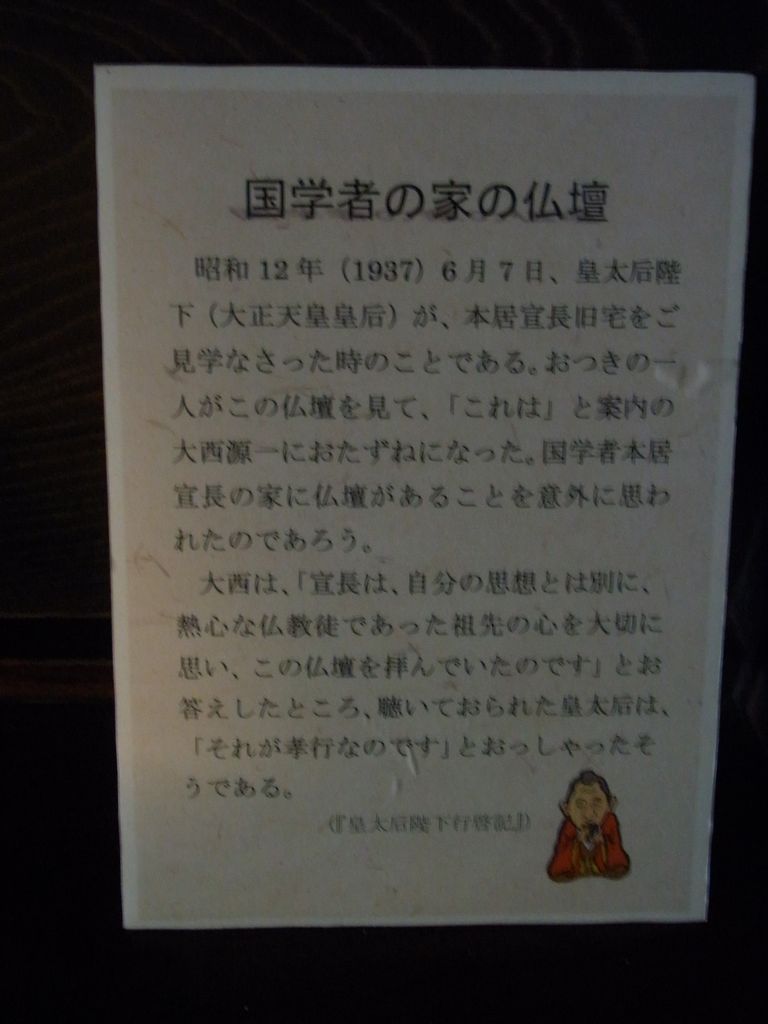 国学者の家の仏壇
昭和12年（1937）6月7日、皇太后陛
下（大正天皇皇后）が、本居宣長旧宅をご
見学なさった時のことである。おつきの一
人がこの仏壇を見て、「これは」と案内の
大西源一におたずねになった。国学者本居
宣長の家に仏壇があることを意外に思わ
れたのであろう。
大西は、「宣長は、自分の思想とは別に、
熱心な仏教徒であった祖先の心を大切に
思い、この仏壇を拝んでいたのです」とお
答えしたところ、聴いておられた皇太后は、
「それが孝行なのです」とおっしゃったそ
うである。
（『皇太后陛下行啓記』）